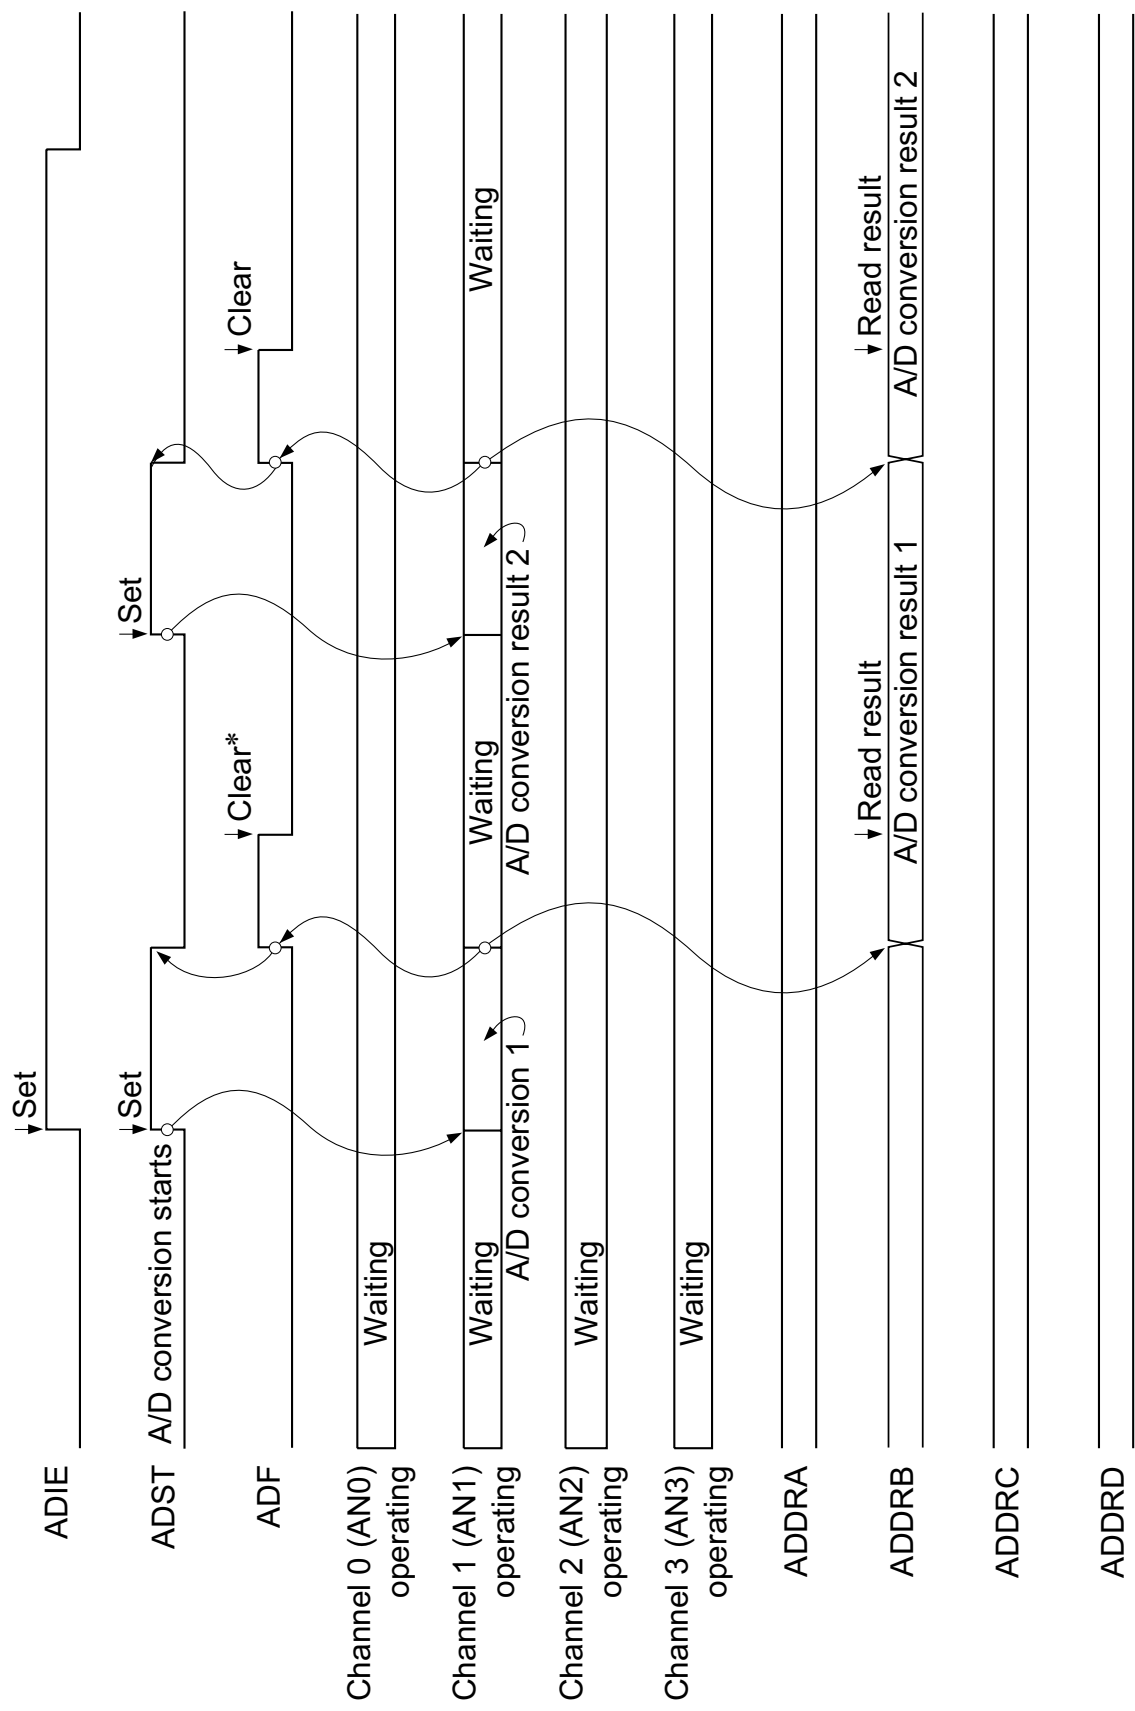 ADIE
Set
ADST
A/D conversion starts
Set
Set
ADF
Clear*
Clear
Channel 0 (AN0)
operating
Waiting
Channel 1 (AN1)
operating
Waiting
A/D conversion 1
Waiting
A/D conversion result 2
Waiting
Channel 2 (AN2)
operating
Waiting
Channel 3 (AN3)
operating
Waiting
ADDRA
ADDRB
Read result
A/D conversion result 1
Read result
A/D conversion result 2
ADDRC
ADDRD